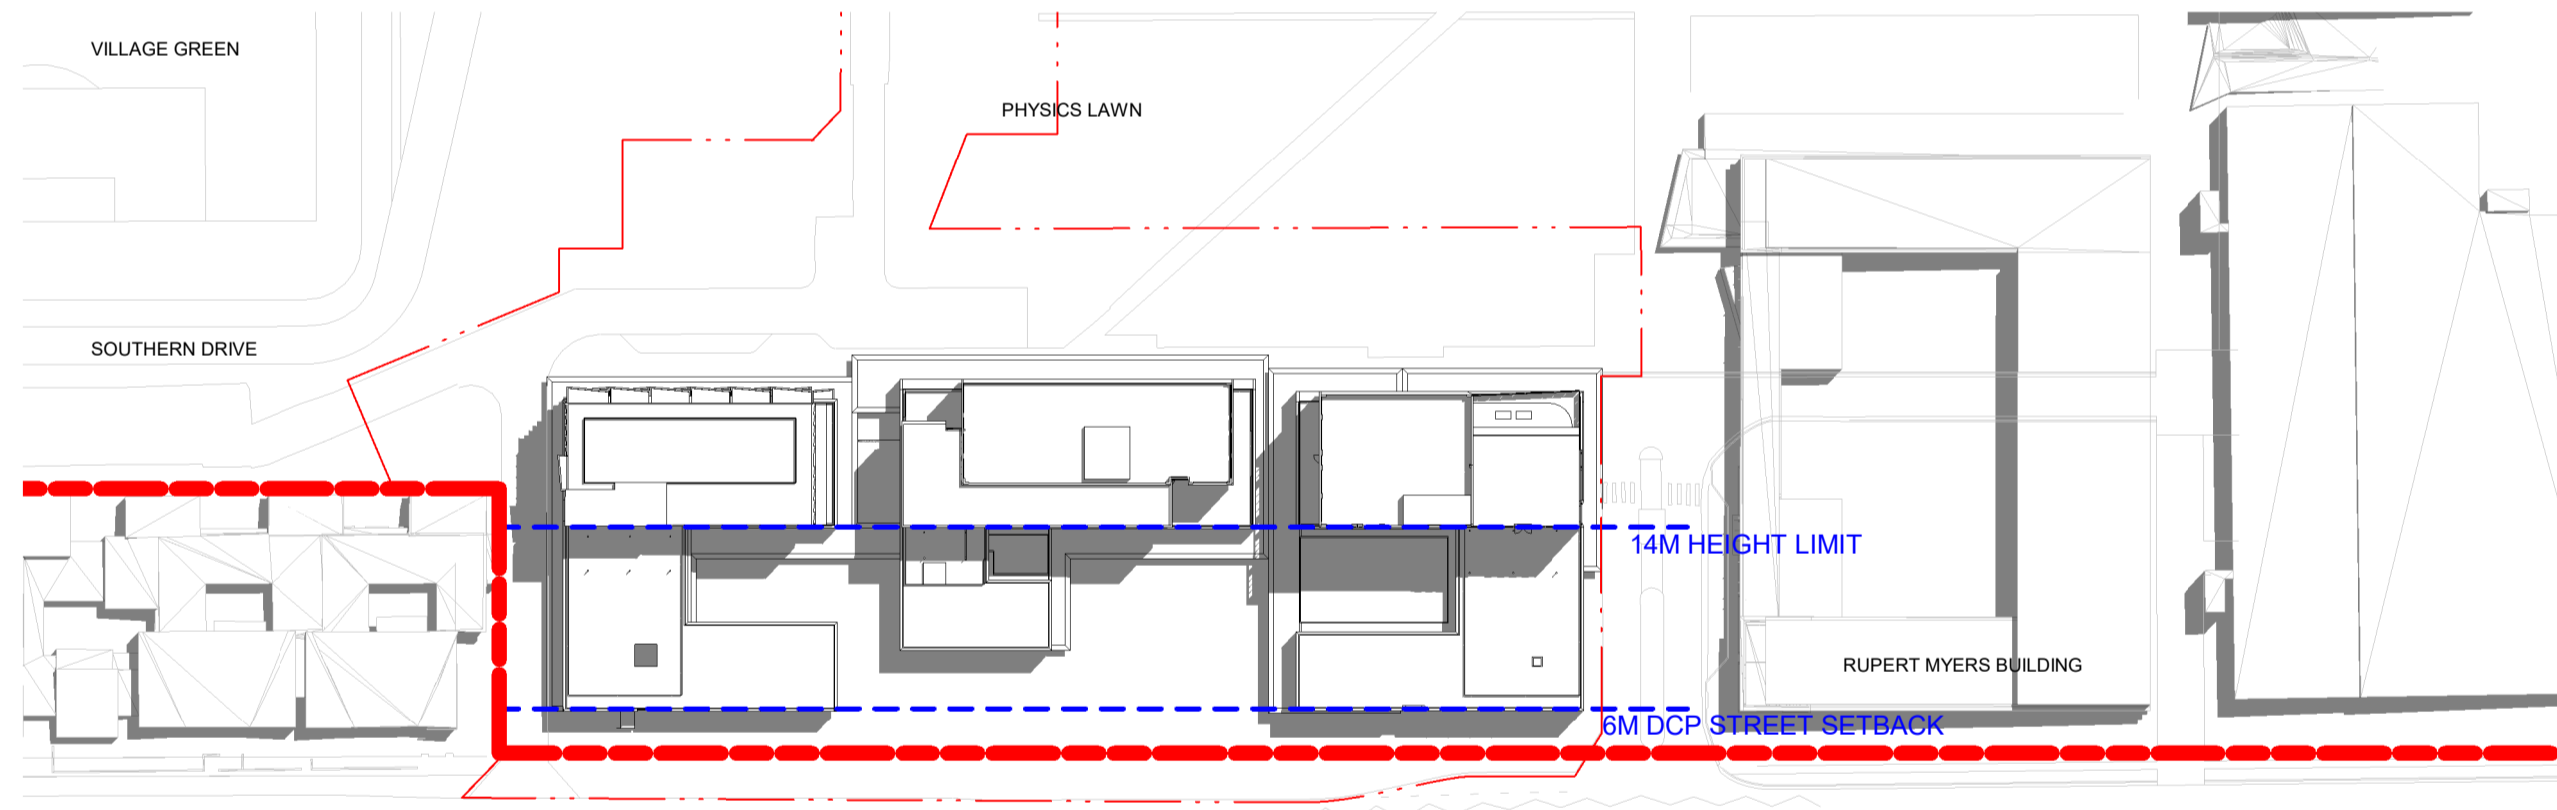 VILLAGE GREEN
PHYSICS LAWN
SOUTHERN DRIVE
14M HEIGHT LIMIT
RUPERT MYERS BUILDING
6M DCP STREET SETBACK